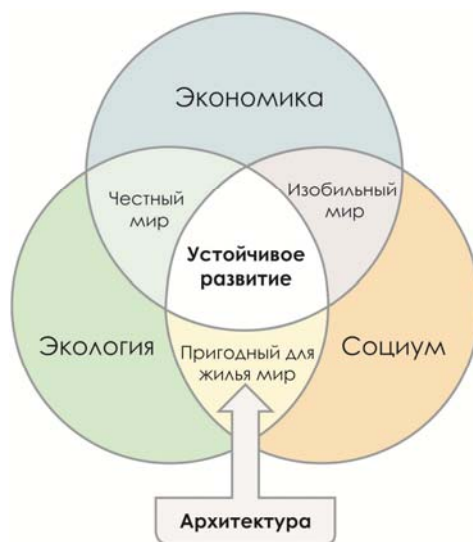 Экономика
Честный
мир
Изобильный
мир
Устойчивое
развитие
Экология
Пригодный для
жилья мир
Социум
Архитектура